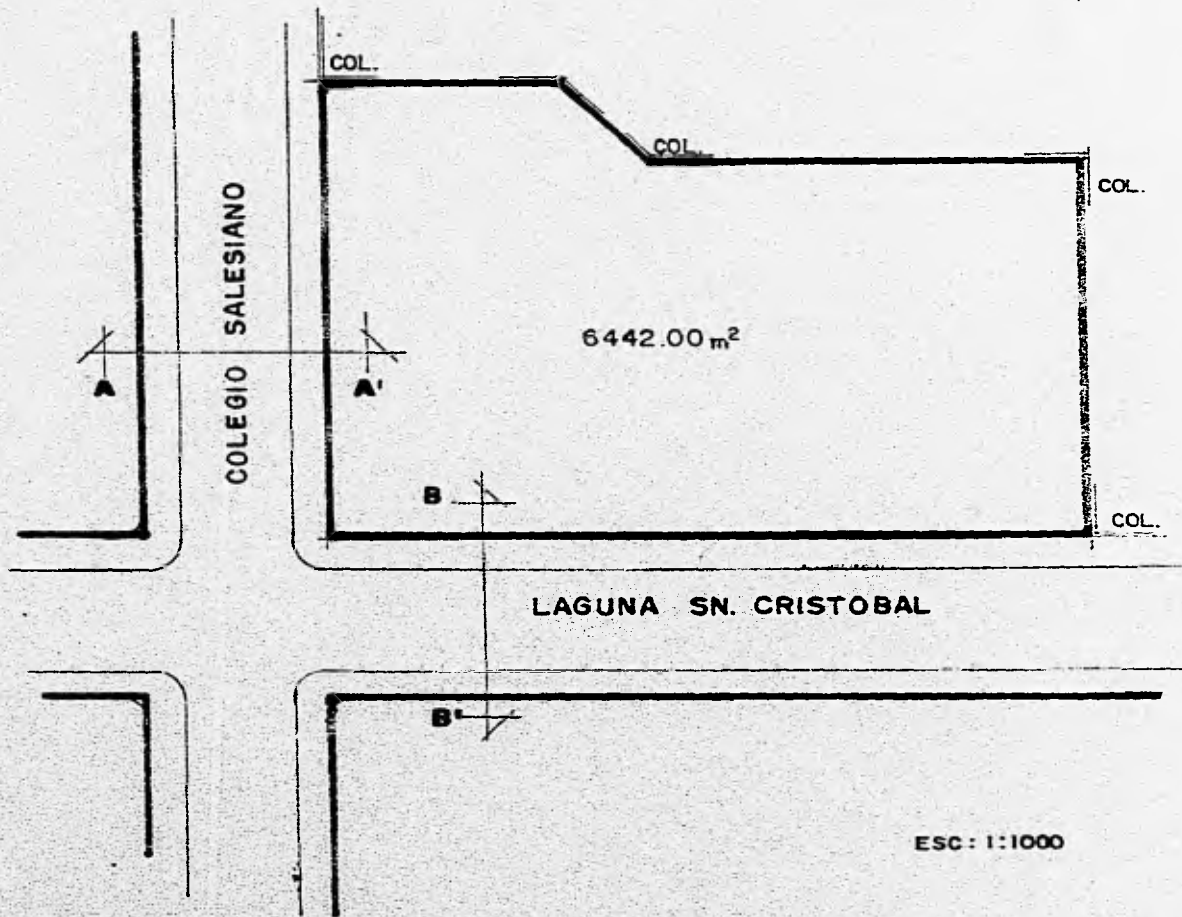 COL.
COL.
COL.
COLEGIO SALESIANO
6442.00 m²
A
A'
B
COL.
LAGUNA SN. CRISTOBAL
B'
ESC: 1:1000